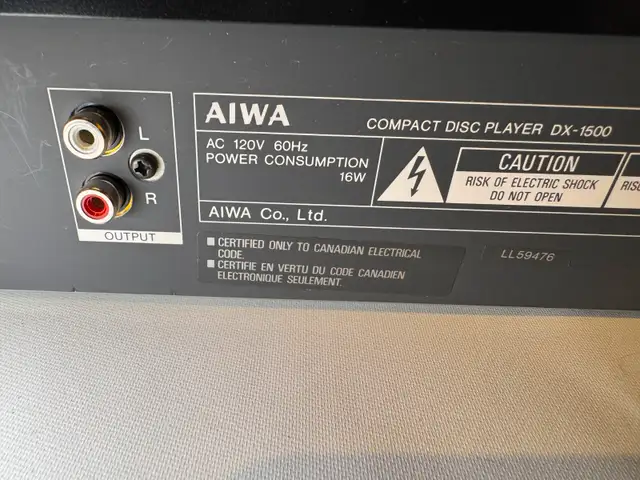 L
R
OUTPUT
AIWA
COMPACT DISC PLAYER DX-1500
AC 120V 60Hz
POWER CONSUMPTION
16W
AIWA Co., Ltd.
CAUTION
RISK OF ELECTRIC SHOCK
DO NOT OPEN
■ CERTIFIED ONLY TO CANADIAN ELECTRICAL
CODE.
■ CERTIFIE EN VERTU DU CODE CANADIEN
ELECTRONIQUE SEULEMENT.
LL59476